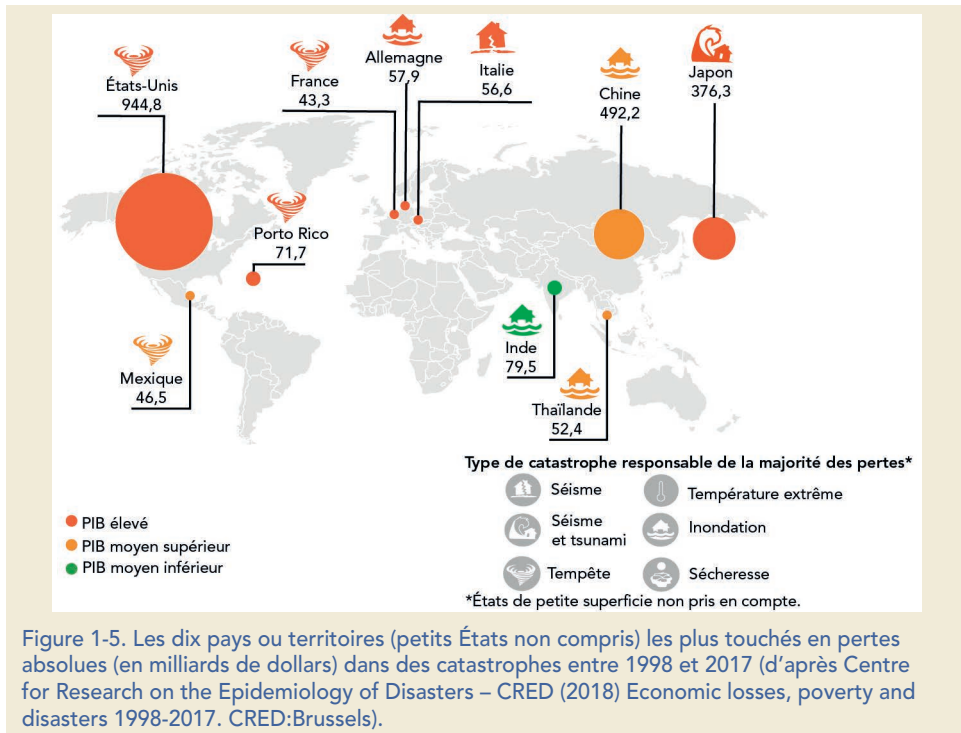 États-Unis
944,8
France
43,3
Allemagne
57,9
Italie
56,6
Chine
492,2
Japon
376,3
Porto Rico
71,7
Mexique
46,5
Inde
79,5
Thaïlande
52,4
Type de catastrophe responsable de la majorité des pertes*
Séisme
Température extrême
Séisme
et tsunami
Inondation
Tempête
Sécheresse
*États de petite superficie non pris en compte.
PIB élevé
PIB moyen supérieur
PIB moyen inférieur
Figure 1-5. Les dix pays ou territoires (petits États non compris) les plus touchés en pertes
absolues (en milliards de dollars) dans des catastrophes entre 1998 et 2017 (d’après Centre
for Research on the Epidemiology of Disasters – CRED (2018) Economic losses, poverty and
disasters 1998-2017. CRED:Brussels).